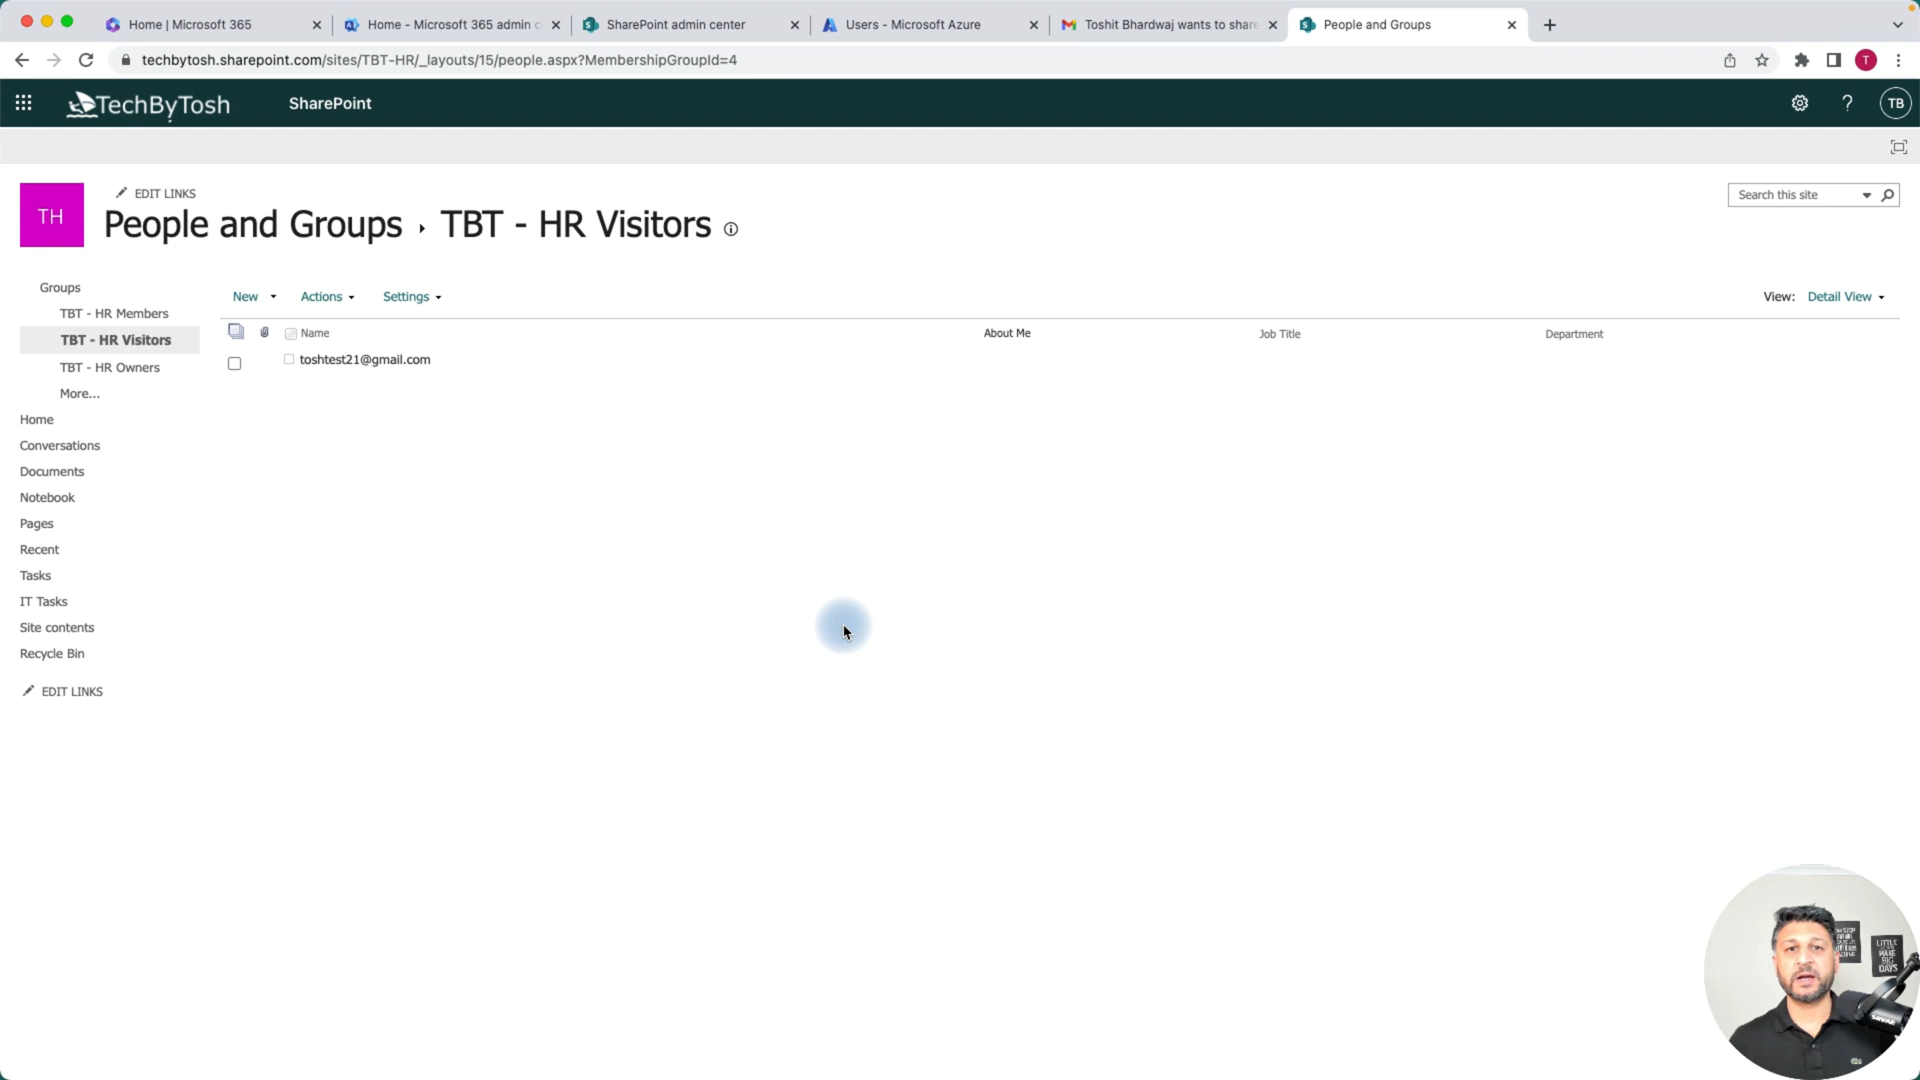 Home | Microsoft 365
Home - Microsoft 365 admin c
SharePoint admin center
Users - Microsoft Azure
Toshit Bhardwaj wants to share
People and Groups
techbytosh.sharepoint.com/sites/TBT-HR/_layouts/15/people.aspx?MembershipGroupId=4
T
TechByTosh
SharePoint
?
TB
TH
EDIT LINKS
Search this site
People and Groups ▸ TBT - HR Visitors
Groups
TBT - HR Members
TBT - HR Visitors
TBT - HR Owners
More...
Home
Conversations
Documents
Notebook
Pages
Recent
Tasks
IT Tasks
Site contents
Recycle Bin
EDIT LINKS
New Actions Settings
View: Detail View
Name About Me Job Title Department
toshtest21@gmail.com
LITTLE
MAKE
BIG
DAYS